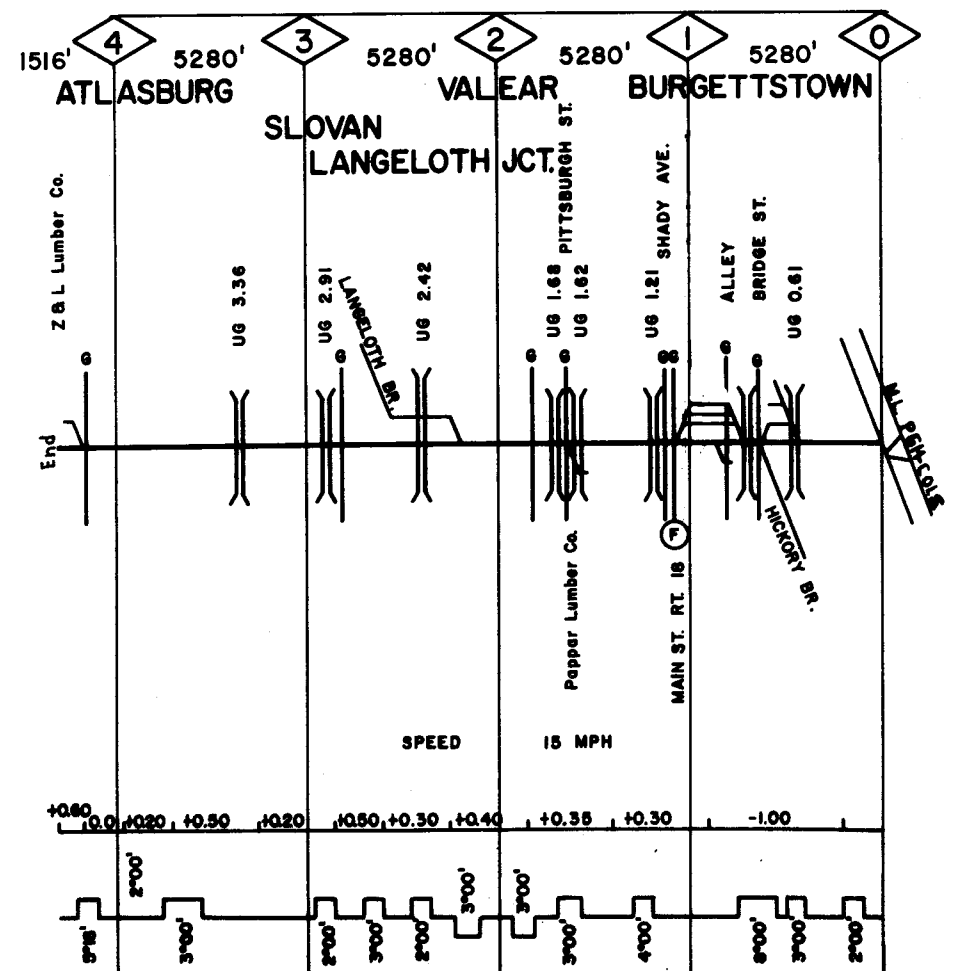 4 3 2 1 0
1516' 5280' 5280' 5280' 5280'
ATLASBURG VALEAR BURGETTSTOWN
SLOVAN
LANGELOTH JCT.
Z & L Lumber Co.
UG 3.36
UG 2.91
LANGELOTH BR.
UG 2.42
UG 1.68
PITTSBURGH ST.
UG 1.62
UG 1.21
SHADY AVE.
ALLEY
BRIDGE ST.
UG 0.61
M.L. PGH-COLS
G G G G G G G G
End
F
HICKORY BR.
Pappar Lumber Co.
MAIN ST. RT. 18
SPEED 15 MPH
+0.60 0.0 +0.20 +0.50 +0.20 +0.50 +0.30 +0.40 +0.35 +0.30 -1.00
2°00' 3°00' 3°00'
3°00' 2°00' 3°00' 2°00' 3°00' 4°00' 8°00' 3°00' 2°00'